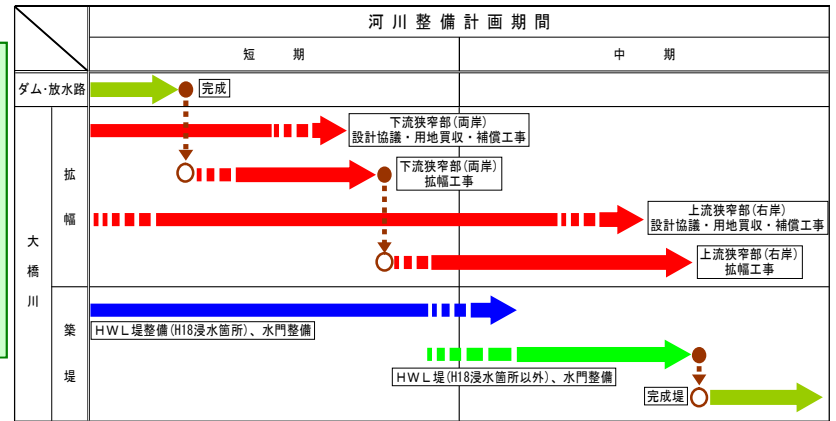 河川整備計画期間
短期
中期
ダム・放水路
完成
大橋川
拡幅
下流狭窄部(両岸)
設計協議・用地買収・補償工事
下流狭窄部(両岸)
拡幅工事
上流狭窄部(右岸)
設計協議・用地買収・補償工事
上流狭窄部(右岸)
拡幅工事
築堤
HWL堤整備(H18浸水箇所)、水門整備
HWL堤(H18浸水箇所以外)、水門整備
完成堤